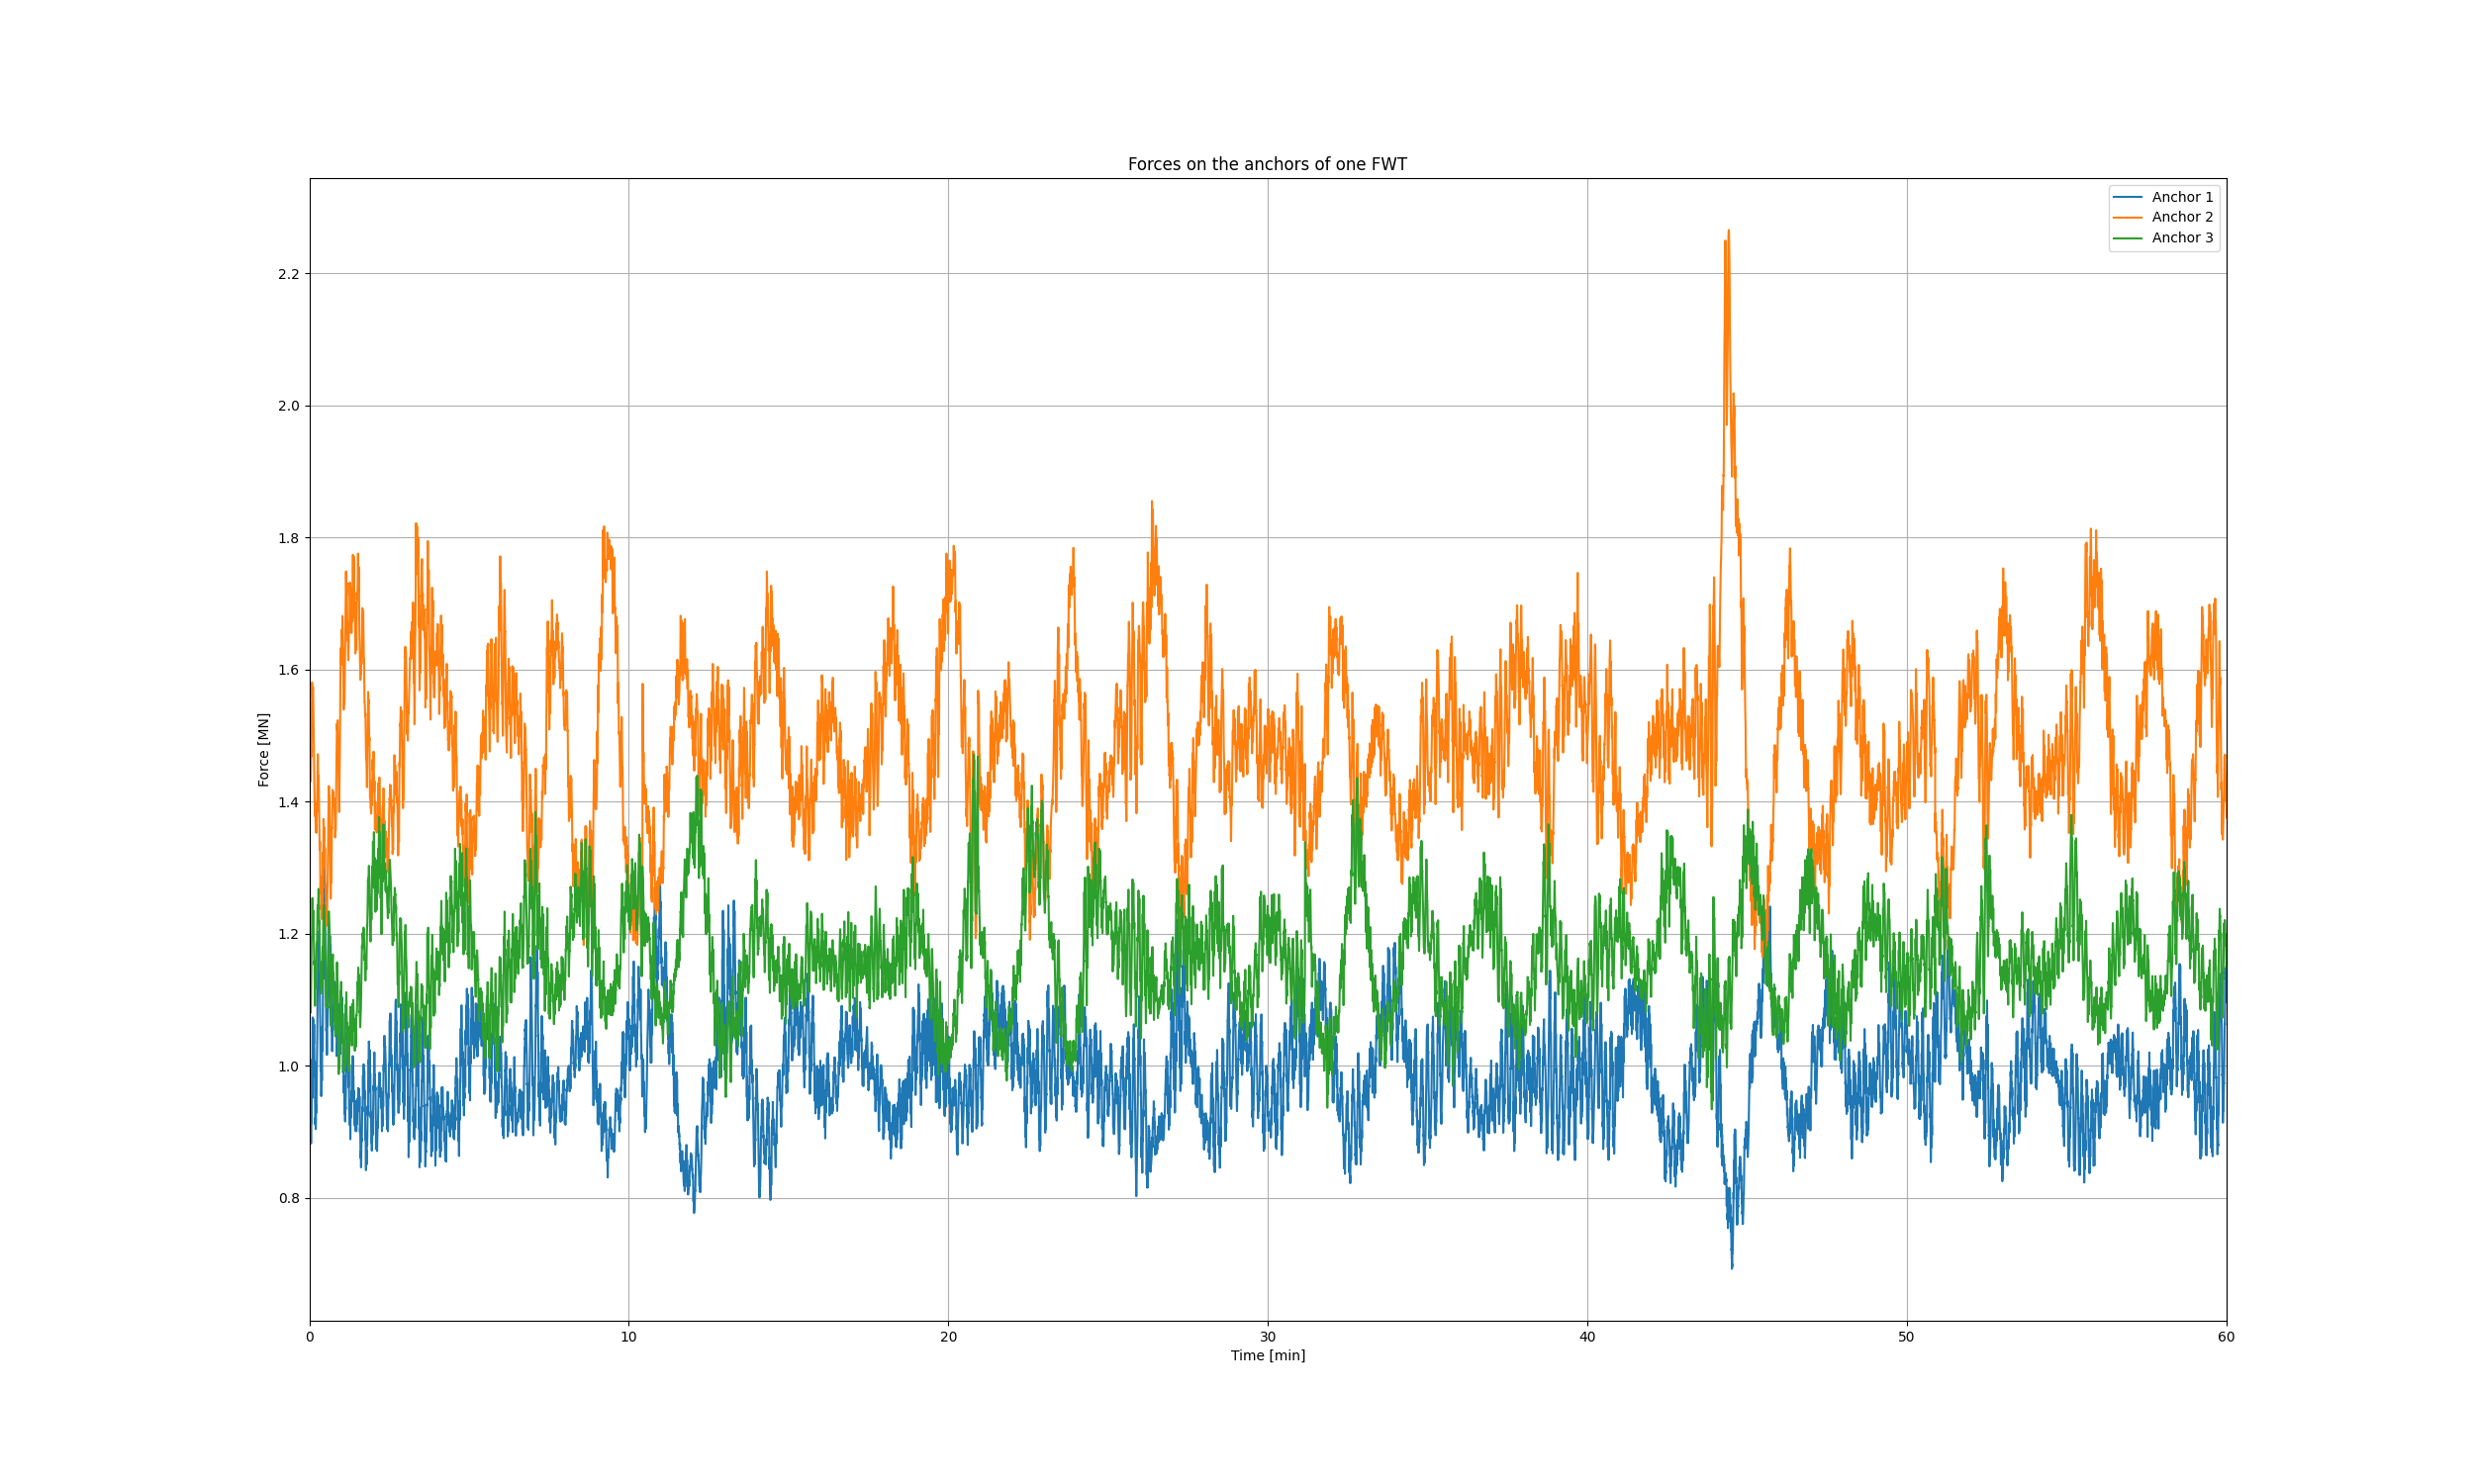 Forces on the anchors of one FWT
Anchor 1
Anchor 2
Anchor 3
Force [MN]
2.2
2.0
1.8
1.6
1.4
1.2
1.0
0.8
0 10 20 30 40 50 60
Time [min]